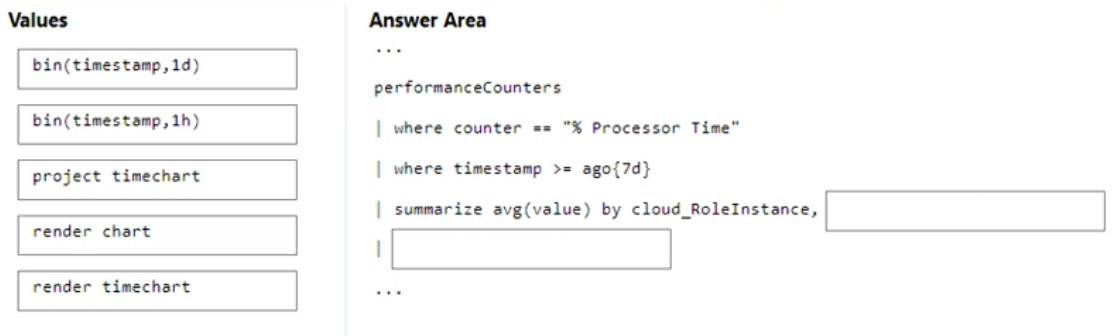 Values
bin(timestamp,1d)
bin(timestamp,1h)
project timechart
render chart
render timechart
Answer Area
...
performanceCounters
| where counter == "% Processor Time"
| where timestamp >= ago{7d}
| summarize avg(value) by cloud_RoleInstance,
|
...